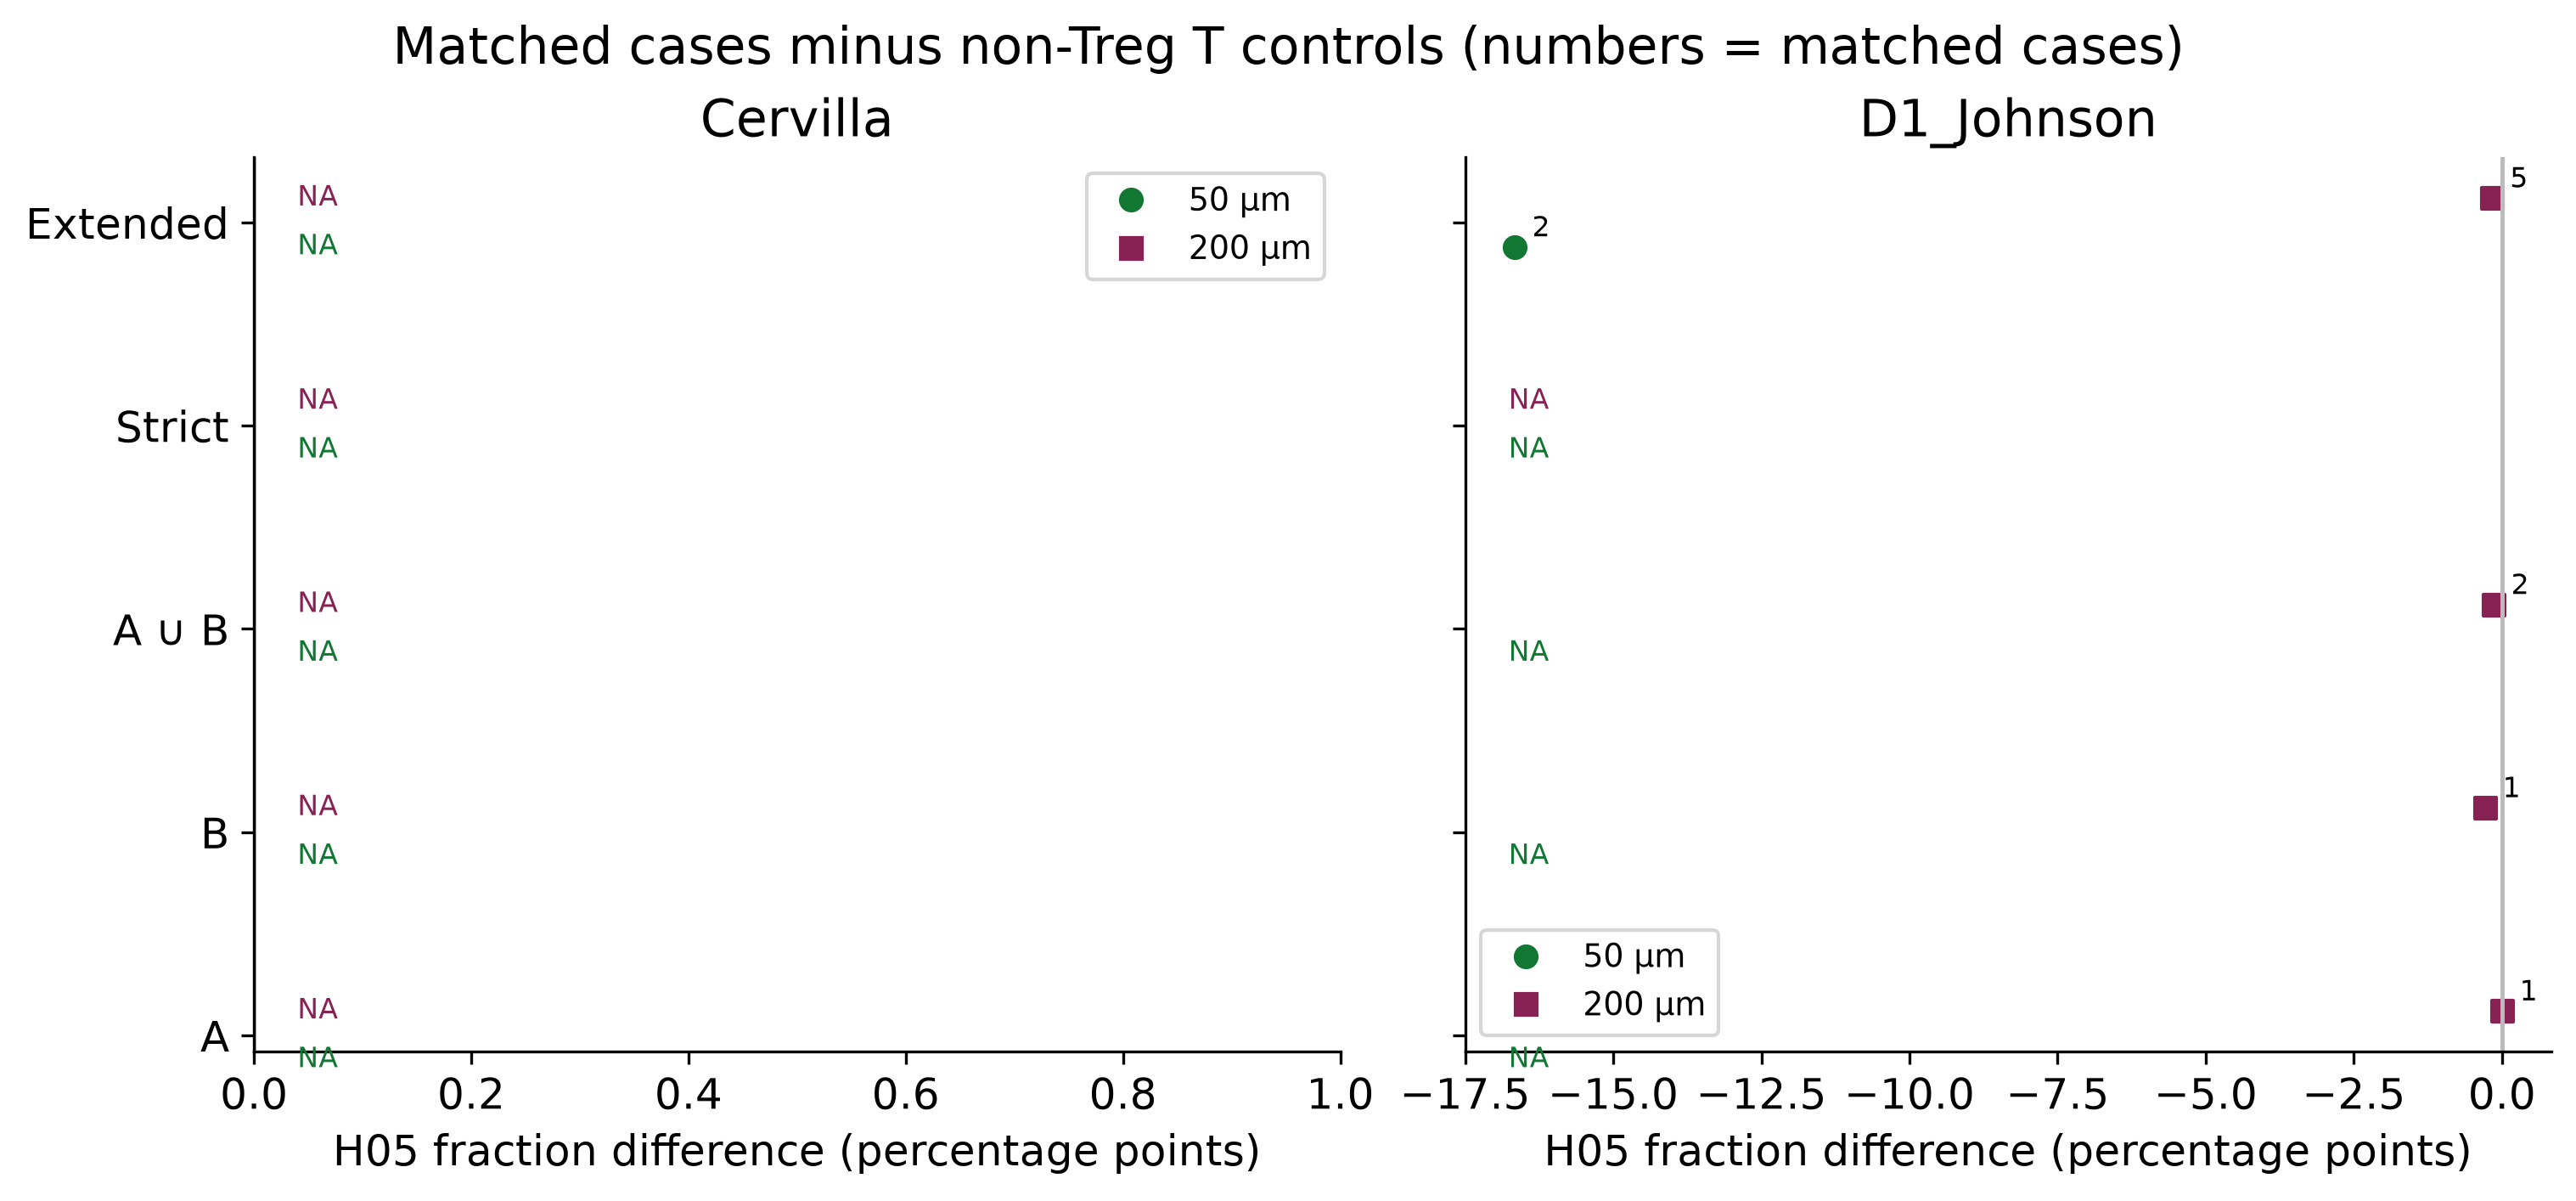 Matched cases minus non-Treg T controls (numbers = matched cases)
Cervilla
Extended
Strict
A ∪ B
B
A
NA
NA
NA
NA
NA
NA
NA
NA
NA
NA
50 µm
200 µm
0.0 0.2 0.4 0.6 0.8 1.0
H05 fraction difference (percentage points)
D1_Johnson
5
2
NA
NA
2
NA
1
NA
1
NA
50 µm
200 µm
−17.5 −15.0 −12.5 −10.0 −7.5 −5.0 −2.5 0.0
H05 fraction difference (percentage points)